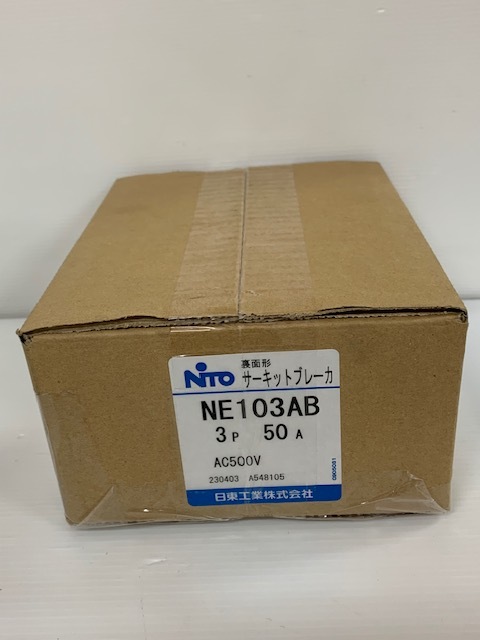 NITO
裏面形
サーキットブレーカ
NE103AB
3P 50A
AC500V
230403 A548105
日東工業株式会社